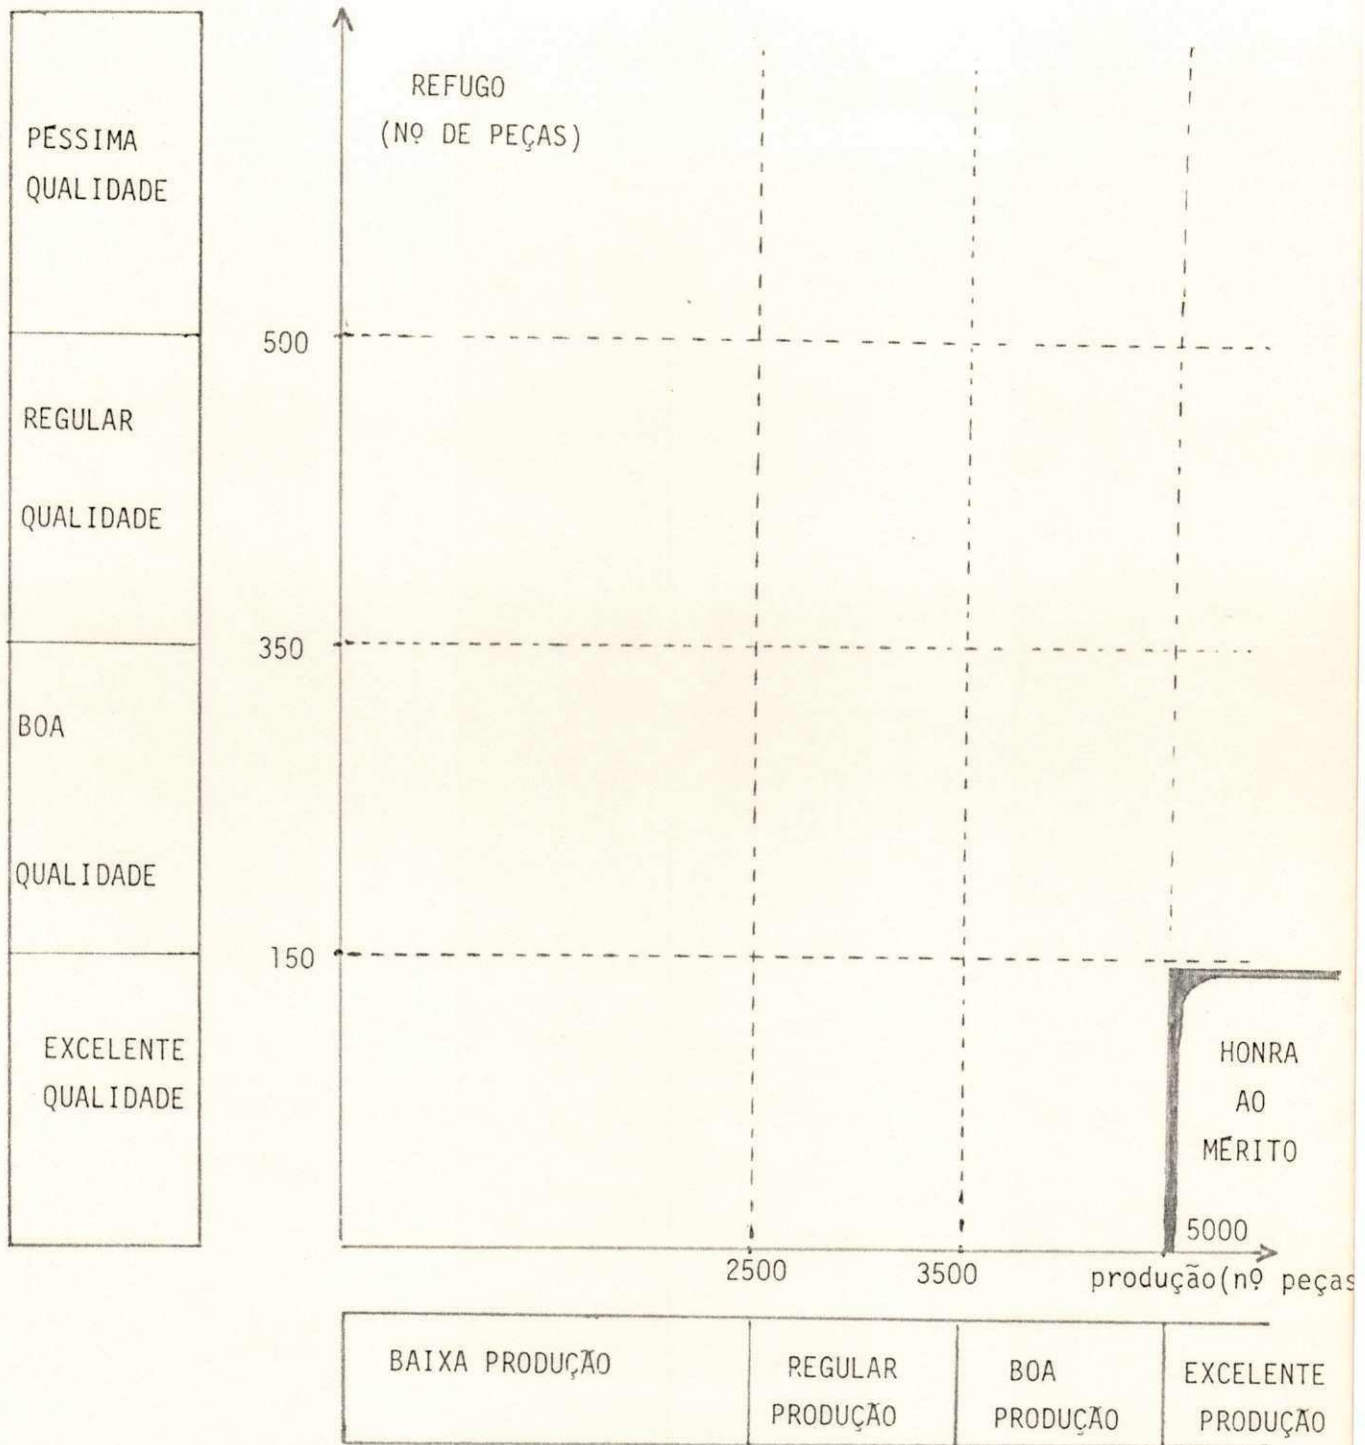 REFUGO
(Nº DE PEÇAS)
PÉSSIMA
QUALIDADE
500
REGULAR
QUALIDADE
350
BOA
QUALIDADE
150
EXCELENTE
QUALIDADE
HONRA
AO
MÉRITO
5000
2500
3500
produção(nº peças
BAIXA PRODUÇÃO
REGULAR
PRODUÇÃO
BOA
PRODUÇÃO
EXCELENTE
PRODUÇÃO